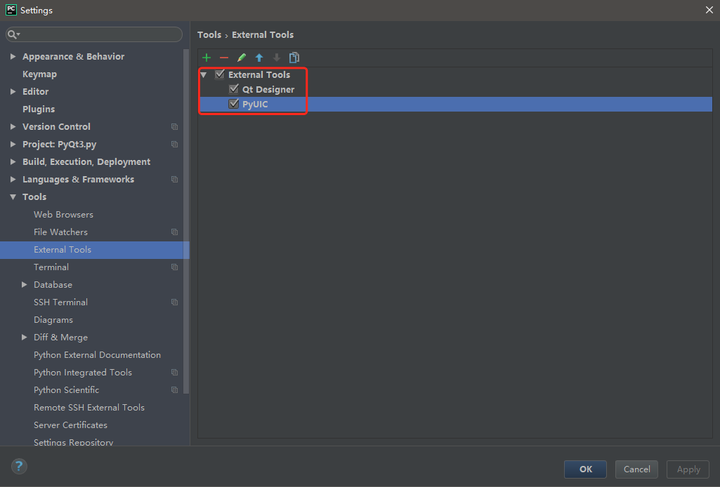 PC
Settings
Appearance & Behavior
Keymap
Editor
Plugins
Version Control
Project: PyQt3.py
Build, Execution, Deployment
Languages & Frameworks
Tools
Web Browsers
File Watchers
External Tools
Terminal
Database
SSH Terminal
Diagrams
Diff & Merge
Python External Documentation
Python Integrated Tools
Python Scientific
Remote SSH External Tools
Server Certificates
Settings Repository
Tools › External Tools
External Tools
Qt Designer
PyUIC
?
OK
Cancel
Apply